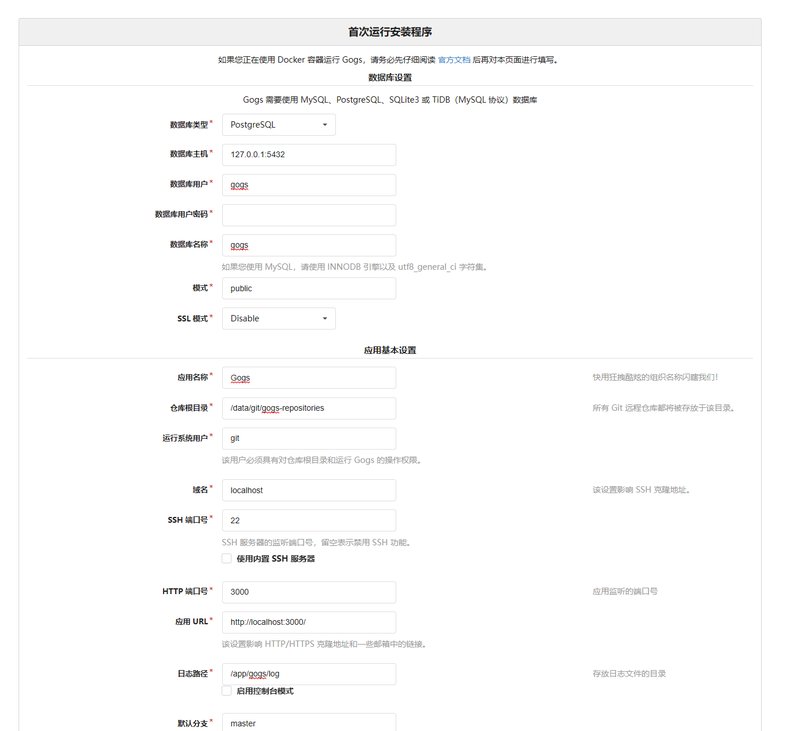 首次运行安装程序
如果您正在使用 Docker 容器运行 Gogs，请务必先仔细阅读 官方文档 后再对本页面进行填写。
数据库设置
Gogs 需要使用 MySQL、PostgreSQL、SQLite3 或 TiDB（MySQL 协议）数据库
数据库类型* PostgreSQL
数据库主机* 127.0.0.1:5432
数据库用户* gogs
数据库用户密码*
数据库名称* gogs
如果您使用 MySQL，请使用 INNODB 引擎以及 utf8_general_ci 字符集。
模式* public
SSL 模式* Disable
应用基本设置
应用名称* Gogs 快用狂拽酷炫的组织名称闪瞎我们！
仓库根目录* /data/git/gogs-repositories 所有 Git 远程仓库都将被存放于该目录。
运行系统用户* git
该用户必须具有对仓库根目录和运行 Gogs 的操作权限。
域名* localhost 该设置影响 SSH 克隆地址。
SSH 端口号* 22
SSH 服务器的监听端口号，留空表示禁用 SSH 功能。
使用内置 SSH 服务器
HTTP 端口号* 3000 应用监听的端口号
应用 URL* http://localhost:3000/
该设置影响 HTTP/HTTPS 克隆地址和一些邮箱中的链接。
日志路径* /app/gogs/log 存放日志文件的目录
启用控制台模式
默认分支* master